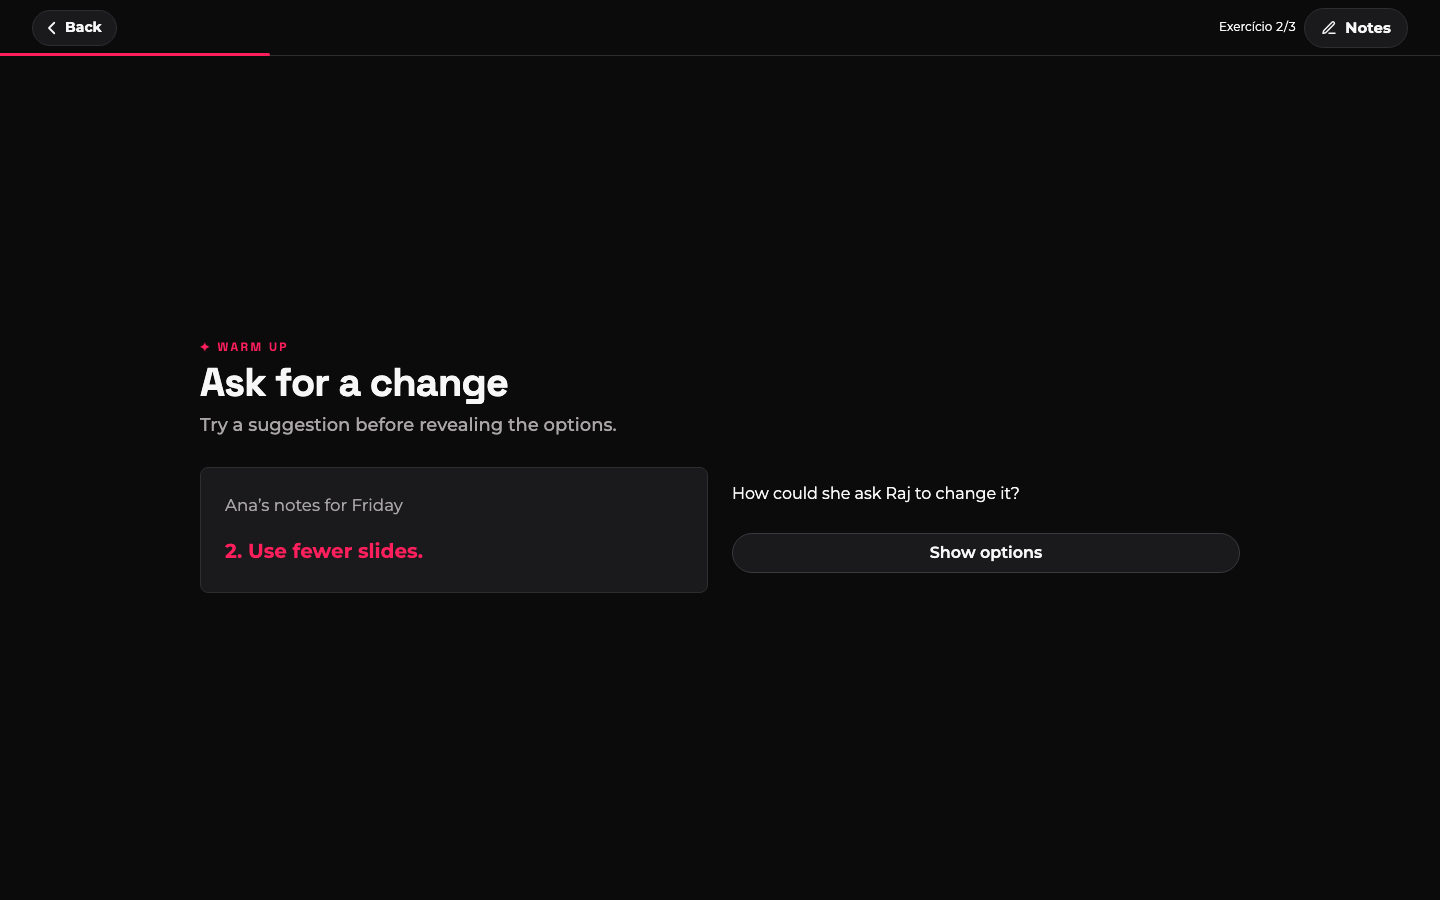 Back
Exercício 2/3
Notes
✦ WARM UP
Ask for a change
Try a suggestion before revealing the options.
Ana’s notes for Friday
2. Use fewer slides.
How could she ask Raj to change it?
Show options